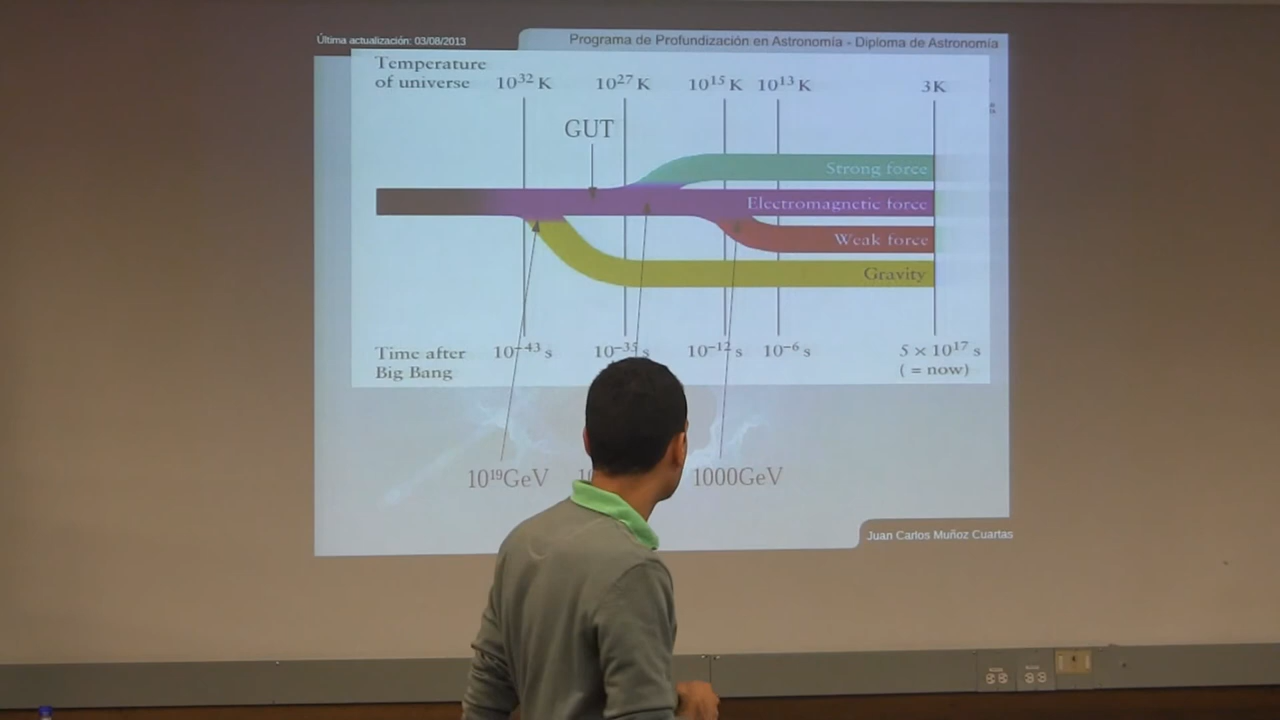 Última actualización: 03/08/2013
Programa de Profundización en Astronomía - Diploma de Astronomía
Temperature
of universe
10³² K 10²⁷ K 10¹⁵ K 10¹³ K 3K
GUT
Strong force
Electromagnetic force
Weak force
Gravity
Time after
Big Bang
10⁻⁴³ s 10⁻³⁵ s 10⁻¹² s 10⁻⁶ s 5 × 10¹⁷ s
( = now)
10¹⁹GeV 1000GeV
Juan Carlos Muñoz Cuartas